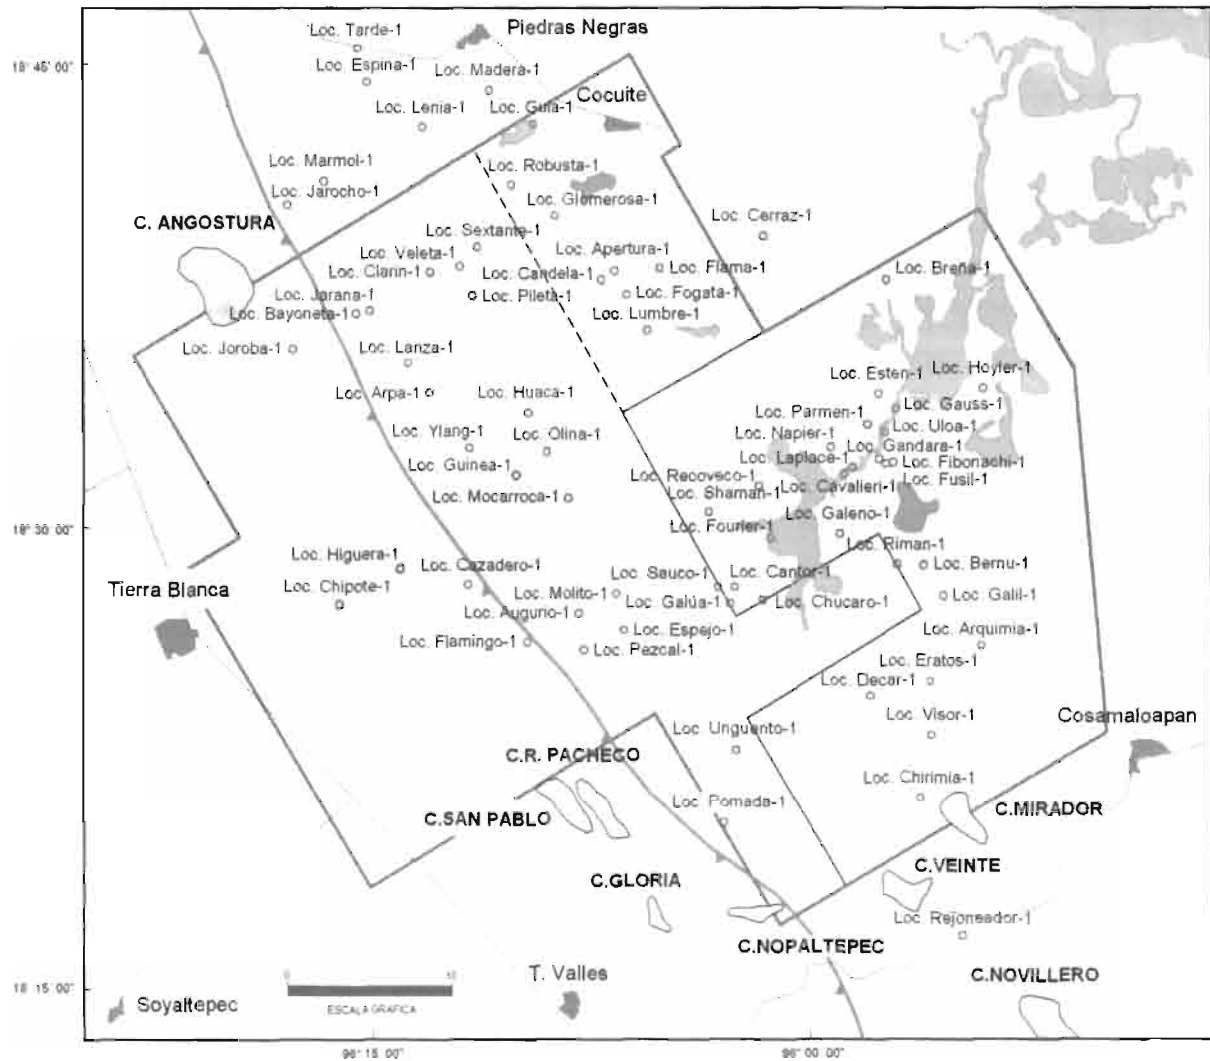 Loc. Tarde-1
Piedras Negras
18° 45' 60"
Loc. Espina-1
Loc. Madera-1
Cocuite
Loc. Lenia-1
Loc. Guia-1
Loc. Marmol-1
Loc. Robusta-1
Loc. Jarocho-1
Loc. Glomerosa-1
C. ANGOSTURA
Loc. Sextante-1
Loc. Cerraz-1
Loc. Veleta-1
Loc. Apertura-1
Loc. Clarin-1
Loc. Candela-1
Loc. Flama-1
Loc. Breña-1
Loc. Jarana-1
Loc. Pileta-1
Loc. Fogata-1
Loc. Bayoneta-1
Loc. Lumbre-1
Loc. Joroba-1
Loc. Lanza-1
Loc. Esten-1
Loc. Hoyler-1
Loc. Arpa-1
Loc. Huaca-1
Loc. Gauss-1
Loc. Parmen-1
Loc. Uloa-1
Loc. Ylang-1
Loc. Olina-1
Loc. Napier-1
Loc. Gandara-1
Loc. Guinea-1
Loc. Laplace-1
Loc. Fibonachi-1
Loc. Recoveco-1
Loc. Cavalieri-1
Loc. Fusil-1
Loc. Mocarroca-1
Loc. Shaman-1
Loc. Galeno-1
18° 30' 00"
Loc. Fourier-1
Loc. Riman-1
Loc. Higuera-1
Loc. Cazadero-1
Loc. Sauco-1
Loc. Cantor-1
Loc. Bernu-1
Tierra Blanca
Loc. Chipote-1
Loc. Molito-1
Loc. Galúa-1
Loc. Chucaro-1
Loc. Galil-1
Loc. Augurio-1
Loc. Espejo-1
Loc. Flamingo-1
Loc. Pezcal-1
Loc. Arquimia-1
Loc. Eratos-1
Loc. Decar-1
Loc. Visor-1
Cosamaloapan
C.R. PACHECO
Loc. Unguento-1
Loc. Chirimia-1
C.SAN PABLO
Loc. Pomada-1
C.MIRADOR
C.GLORIA
C.VEINTE
Loc. Rejoneador-1
C.NOPALTEPEC
T. Valles
C.NOVILLERO
18° 15' 00"
0 10
Soyaltepec
ESCALA GRAFICA
96° 15' 00"
96° 00' 00"